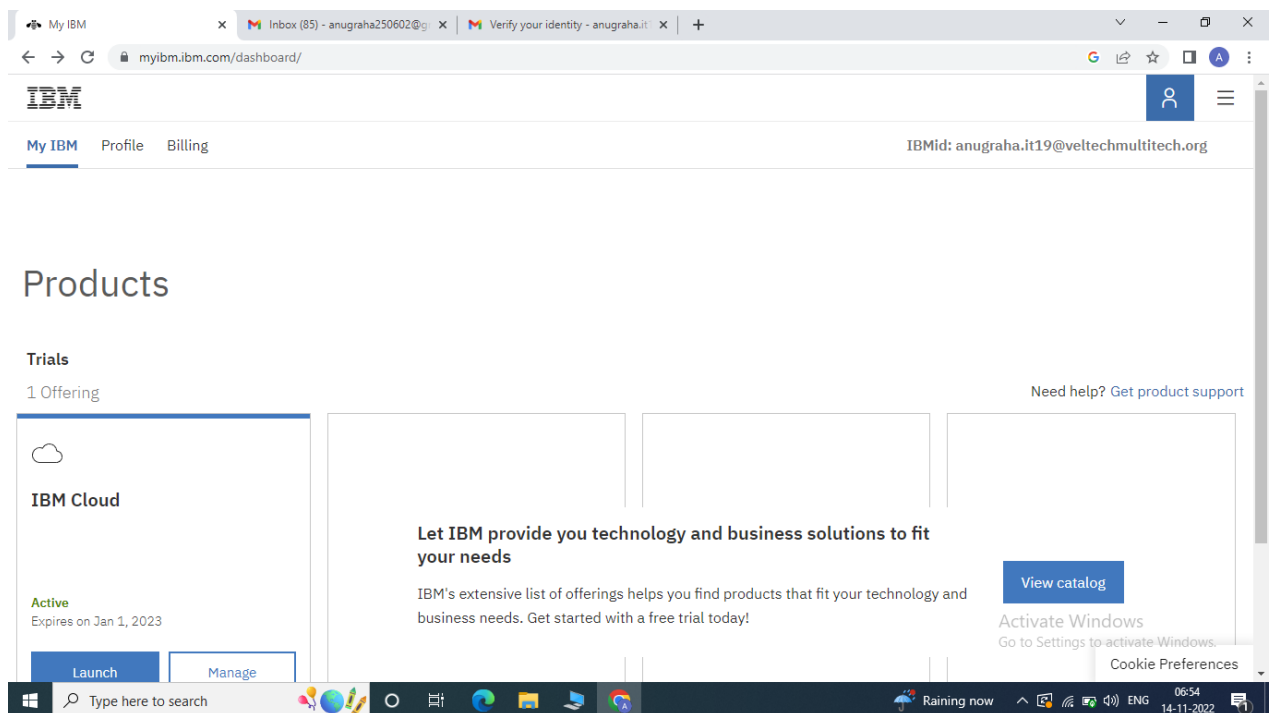 My IBM
Inbox (85) - anugraha250602@g
Verify your identity - anugraha.it
myibm.ibm.com/dashboard/
G
A
IBM
My IBM Profile Billing
IBMid: anugraha.it19@veltechmultitech.org
Products
Trials
1 Offering
Need help? Get product support
IBM Cloud
Active
Expires on Jan 1, 2023
Launch
Manage
Let IBM provide you technology and business solutions to fit
your needs
IBM's extensive list of offerings helps you find products that fit your technology and
business needs. Get started with a free trial today!
View catalog
Activate Windows
Go to Settings to activate Windows.
Cookie Preferences
Type here to search
Raining now
ENG
06:54
14-11-2022
1